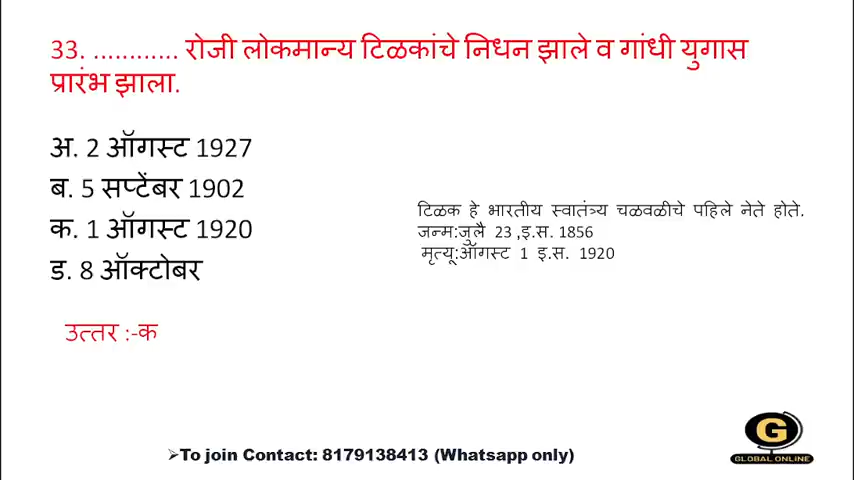 33. ............ रोजी लोकमान्य टिळकांचे निधन झाले व गांधी युगास
प्रारंभ झाला.
अ. 2 ऑगस्ट 1927
ब. 5 सप्टेंबर 1902
क. 1 ऑगस्ट 1920
ड. 8 ऑक्टोबर
टिळक हे भारतीय स्वातंत्र्य चळवळीचे पहिले नेते होते.
जन्म:जुलै 23 ,इ.स. 1856
मृत्यू:ऑगस्ट 1 इ.स. 1920
उत्तर :-क
G
GLOBAL ONLINE
➢To join Contact: 8179138413 (Whatsapp only)